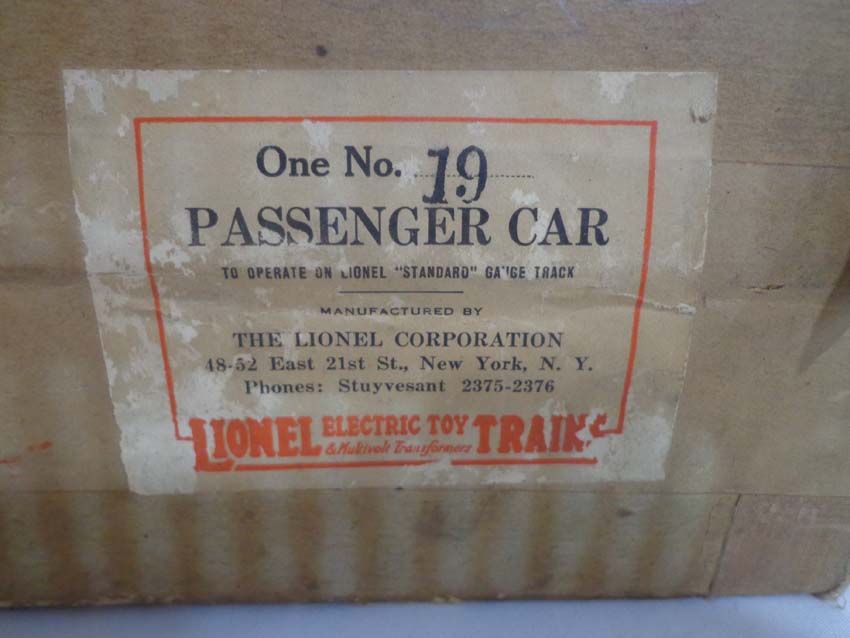 One No. 19
PASSENGER CAR
TO OPERATE ON LIONEL "STANDARD" GAUGE TRACK
MANUFACTURED BY
THE LIONEL CORPORATION
48-52 East 21st St., New York, N. Y.
Phones: Stuyvesant 2375-2376
LIONEL ELECTRIC TOY TRAINS
& Multivolt Transformers